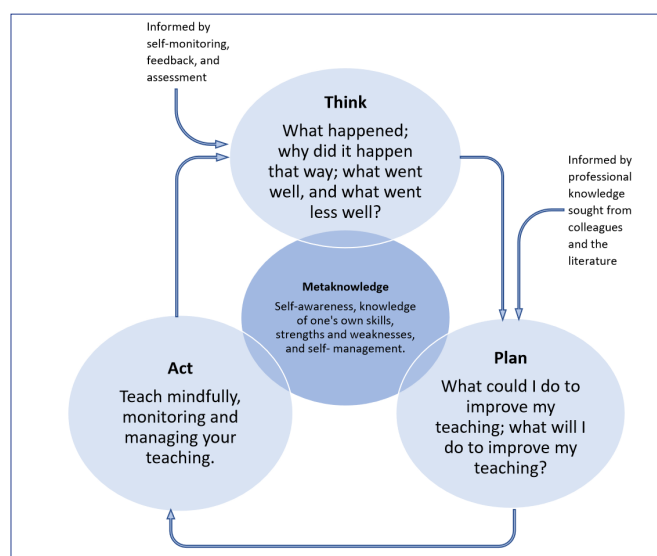 Informed by
self-monitoring,
feedback, and
assessment
Think
What happened;
why did it happen
that way; what went
well, and what went
less well?
Informed by
professional
knowledge
sought from
colleagues
and the
literature
Metaknowledge
Self-awareness, knowledge
of one's own skills,
strengths and weaknesses,
and self- management.
Act
Teach mindfully,
monitoring and
managing your
teaching.
Plan
What could I do to
improve my
teaching; what will I
do to improve my
teaching?